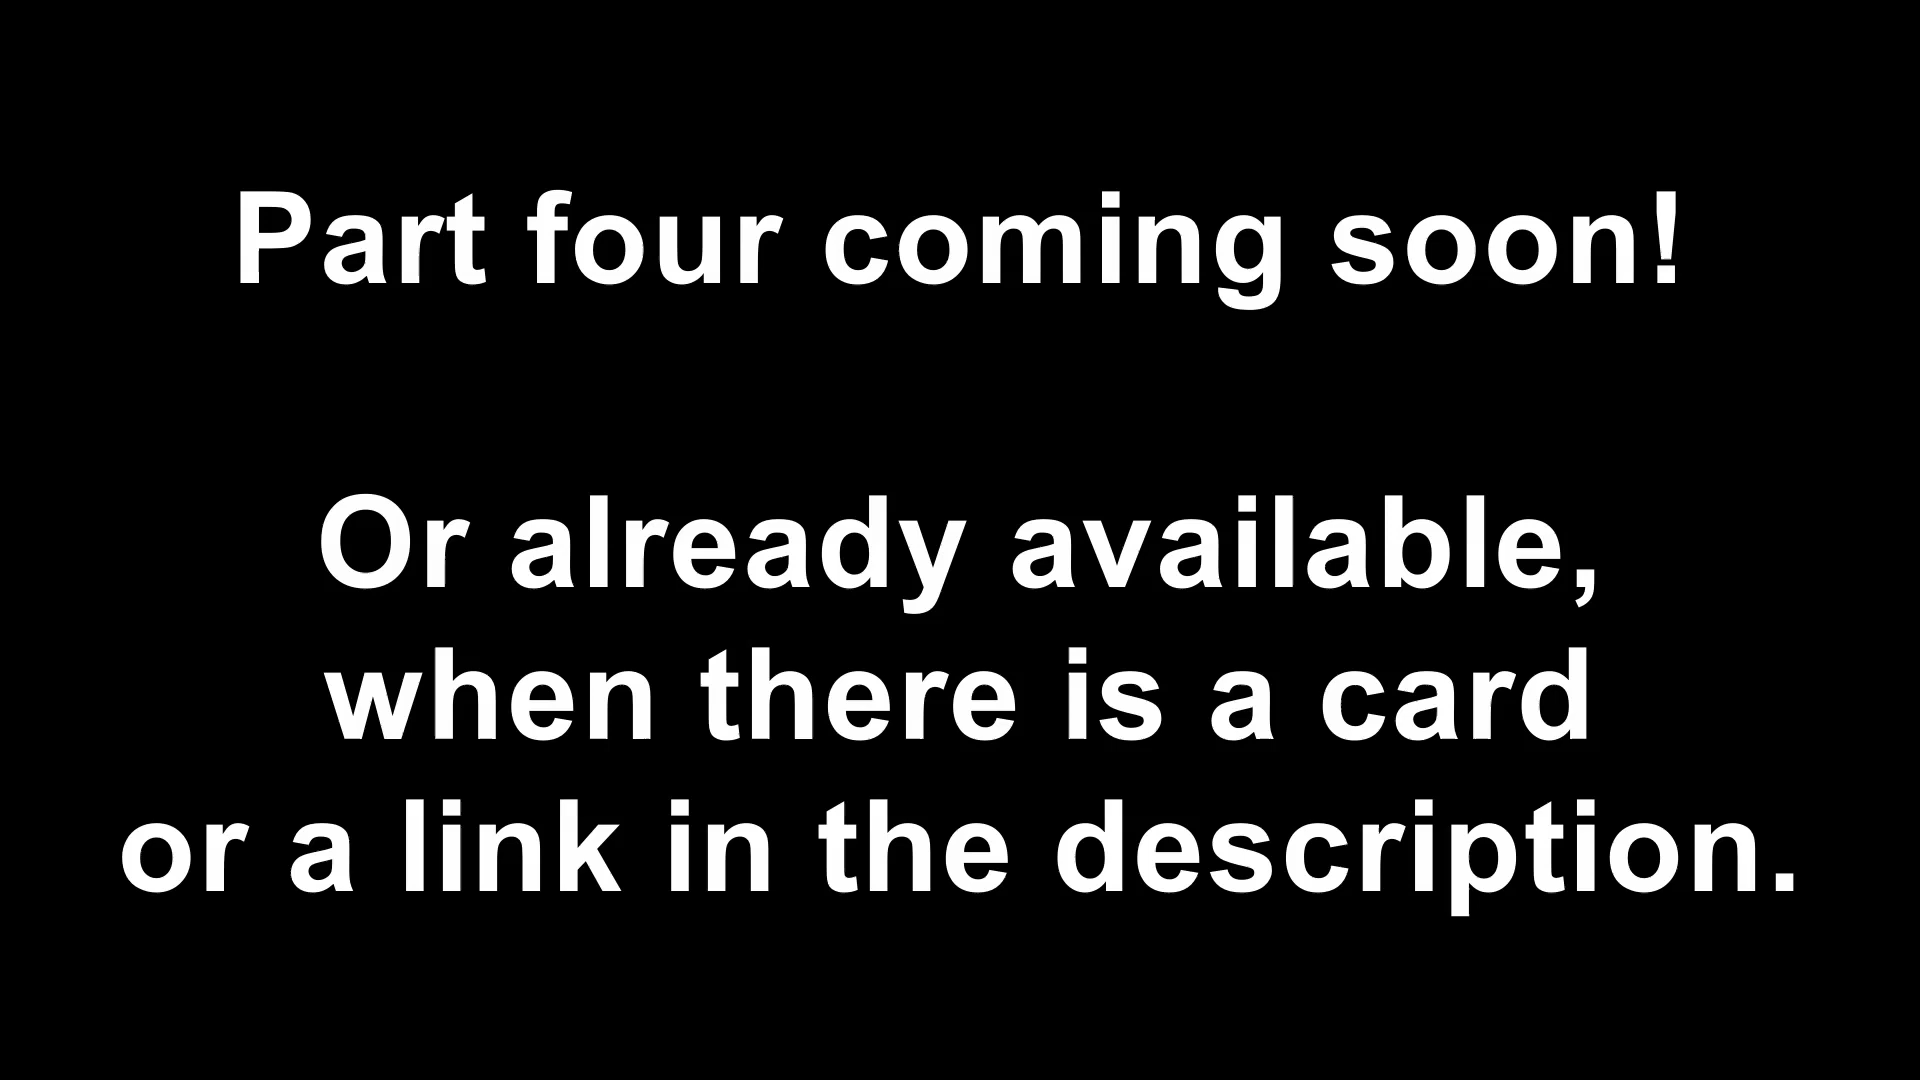 Part four coming soon!
Or already available,
when there is a card
or a link in the description.